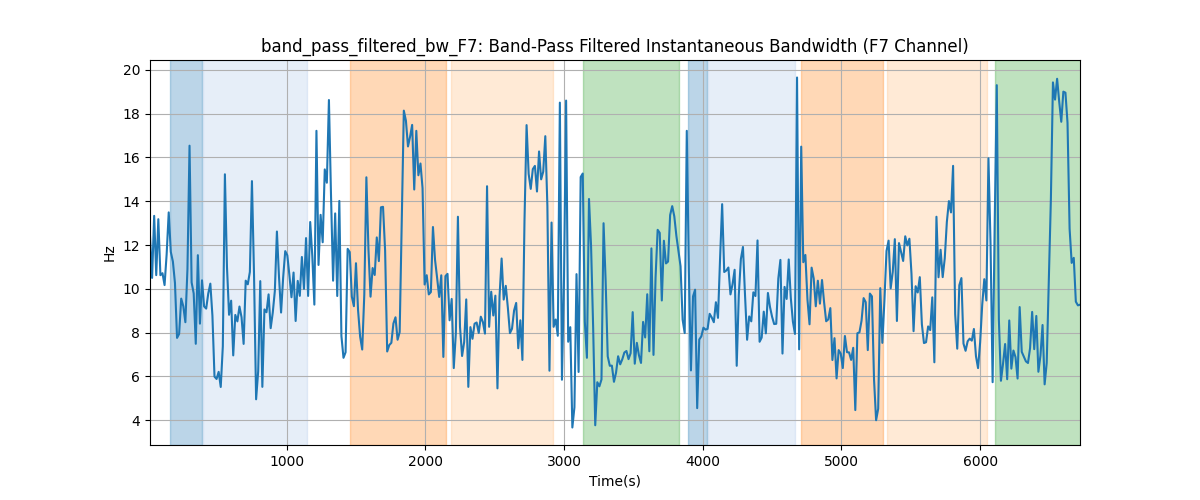 band_pass_filtered_bw_F7: Band-Pass Filtered Instantaneous Bandwidth (F7 Channel)
20
18
16
14
12
10
8
6
4
Hz
1000 2000 3000 4000 5000 6000
Time(s)